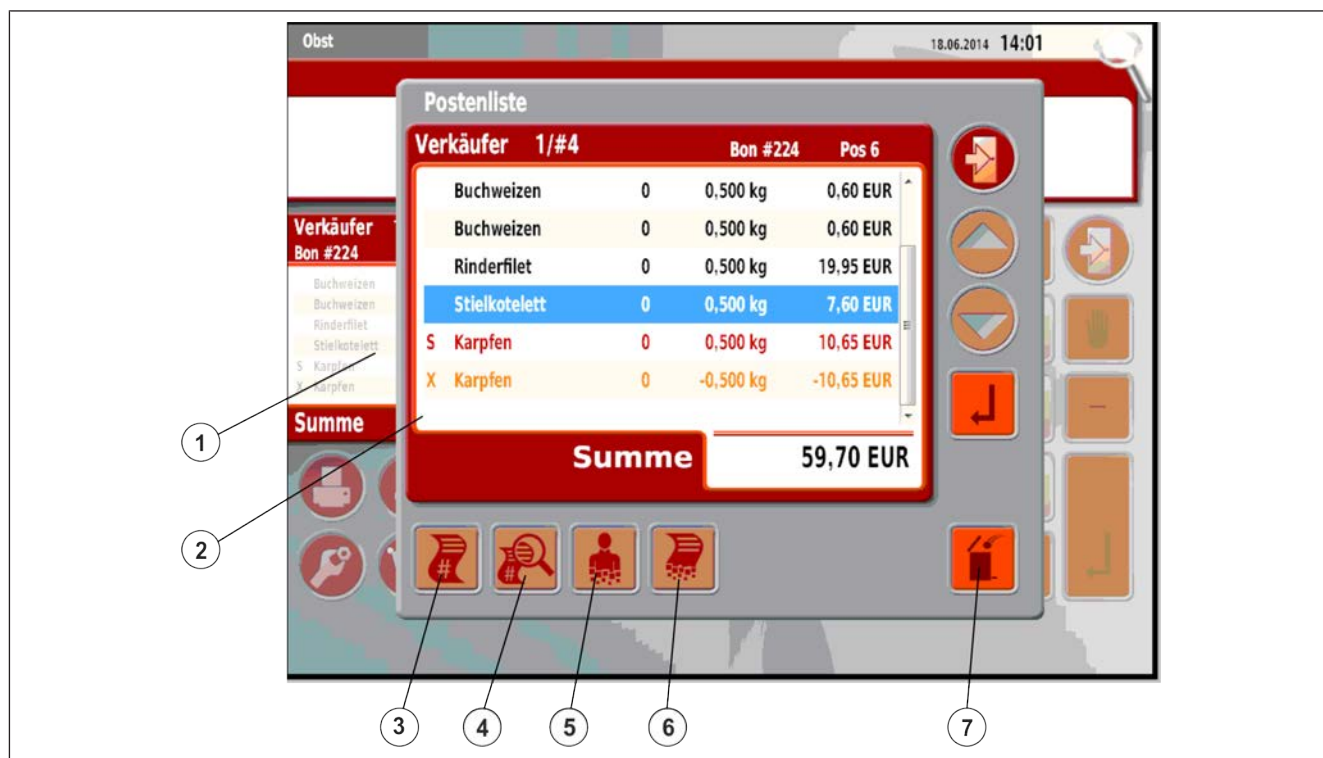 Obst 18.06.2014 14:01
Postenliste
Verkäufer 1/#4 Bon #224 Pos 6
Buchweizen 0 0,500 kg 0,60 EUR
Buchweizen 0 0,500 kg 0,60 EUR
Rinderfilet 0 0,500 kg 19,95 EUR
Stielkotelett 0 0,500 kg 7,60 EUR
S Karpfen 0 0,500 kg 10,65 EUR
X Karpfen 0 -0,500 kg -10,65 EUR
Summe 59,70 EUR
Verkäufer
Bon #224
Buchweizen
Buchweizen
Rinderfilet
Stielkotelett
S Karpfen
X Karpfen
Summe
#
#
1
2
3
4
5
6
7